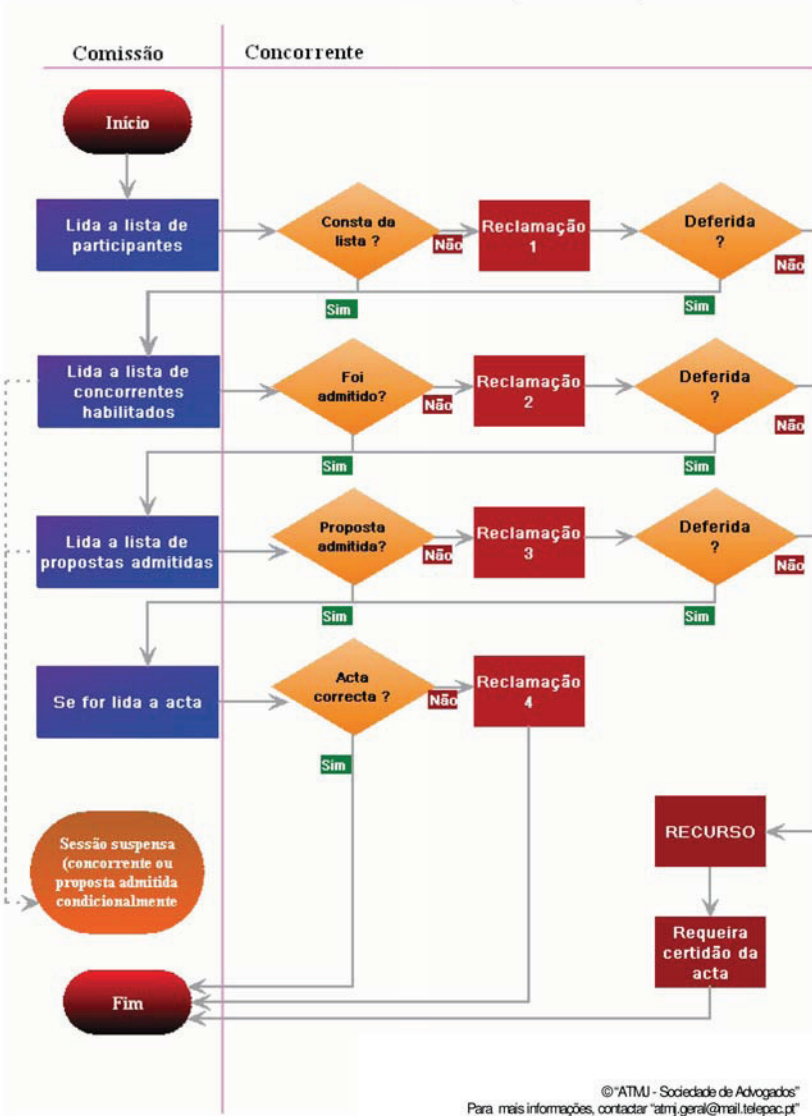 Comissão
Concorrente
Início
Lida a lista de
participantes
Consta da
lista ?
Não
Reclamação
1
Deferida
?
Não
Sim
Sim
Lida a lista de
concorrentes
habilitados
Foi
admitido?
Não
Reclamação
2
Deferida
?
Não
Sim
Sim
Lida a lista de
propostas admitidas
Proposta
admitida?
Não
Reclamação
3
Deferida
?
Não
Sim
Sim
Se for lida a acta
Acta
correcta ?
Não
Reclamação
4
Sim
Sessão suspensa
(concorrente ou
proposta admitida
condicionalmente
RECURSO
Requeira
certidão da
acta
Fim
©"ATMJ - Sociedade de Advogados"
Para mais informações, contactar "atmj.geral@mail.telepac.pt"